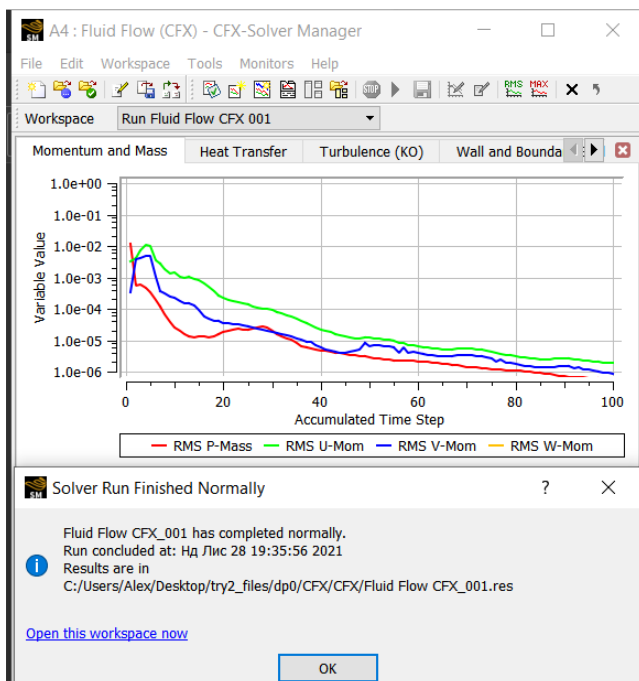 A4 : Fluid Flow (CFX) - CFX-Solver Manager
File Edit Workspace Tools Monitors Help
STOP RMS MAX
Workspace Run Fluid Flow CFX 001
Momentum and Mass Heat Transfer Turbulence (KO) Wall and Bounda
1.0e+00
1.0e-01
1.0e-02
1.0e-03
1.0e-04
1.0e-05
1.0e-06
Variable Value
0 20 40 60 80 100
Accumulated Time Step
RMS P-Mass RMS U-Mom RMS V-Mom RMS W-Mom
SM Solver Run Finished Normally ?
Fluid Flow CFX_001 has completed normally.
Run concluded at: Нд Лис 28 19:35:56 2021
Results are in
C:/Users/Alex/Desktop/try2_files/dp0/CFX/CFX/Fluid Flow CFX_001.res
Open this workspace now
OK